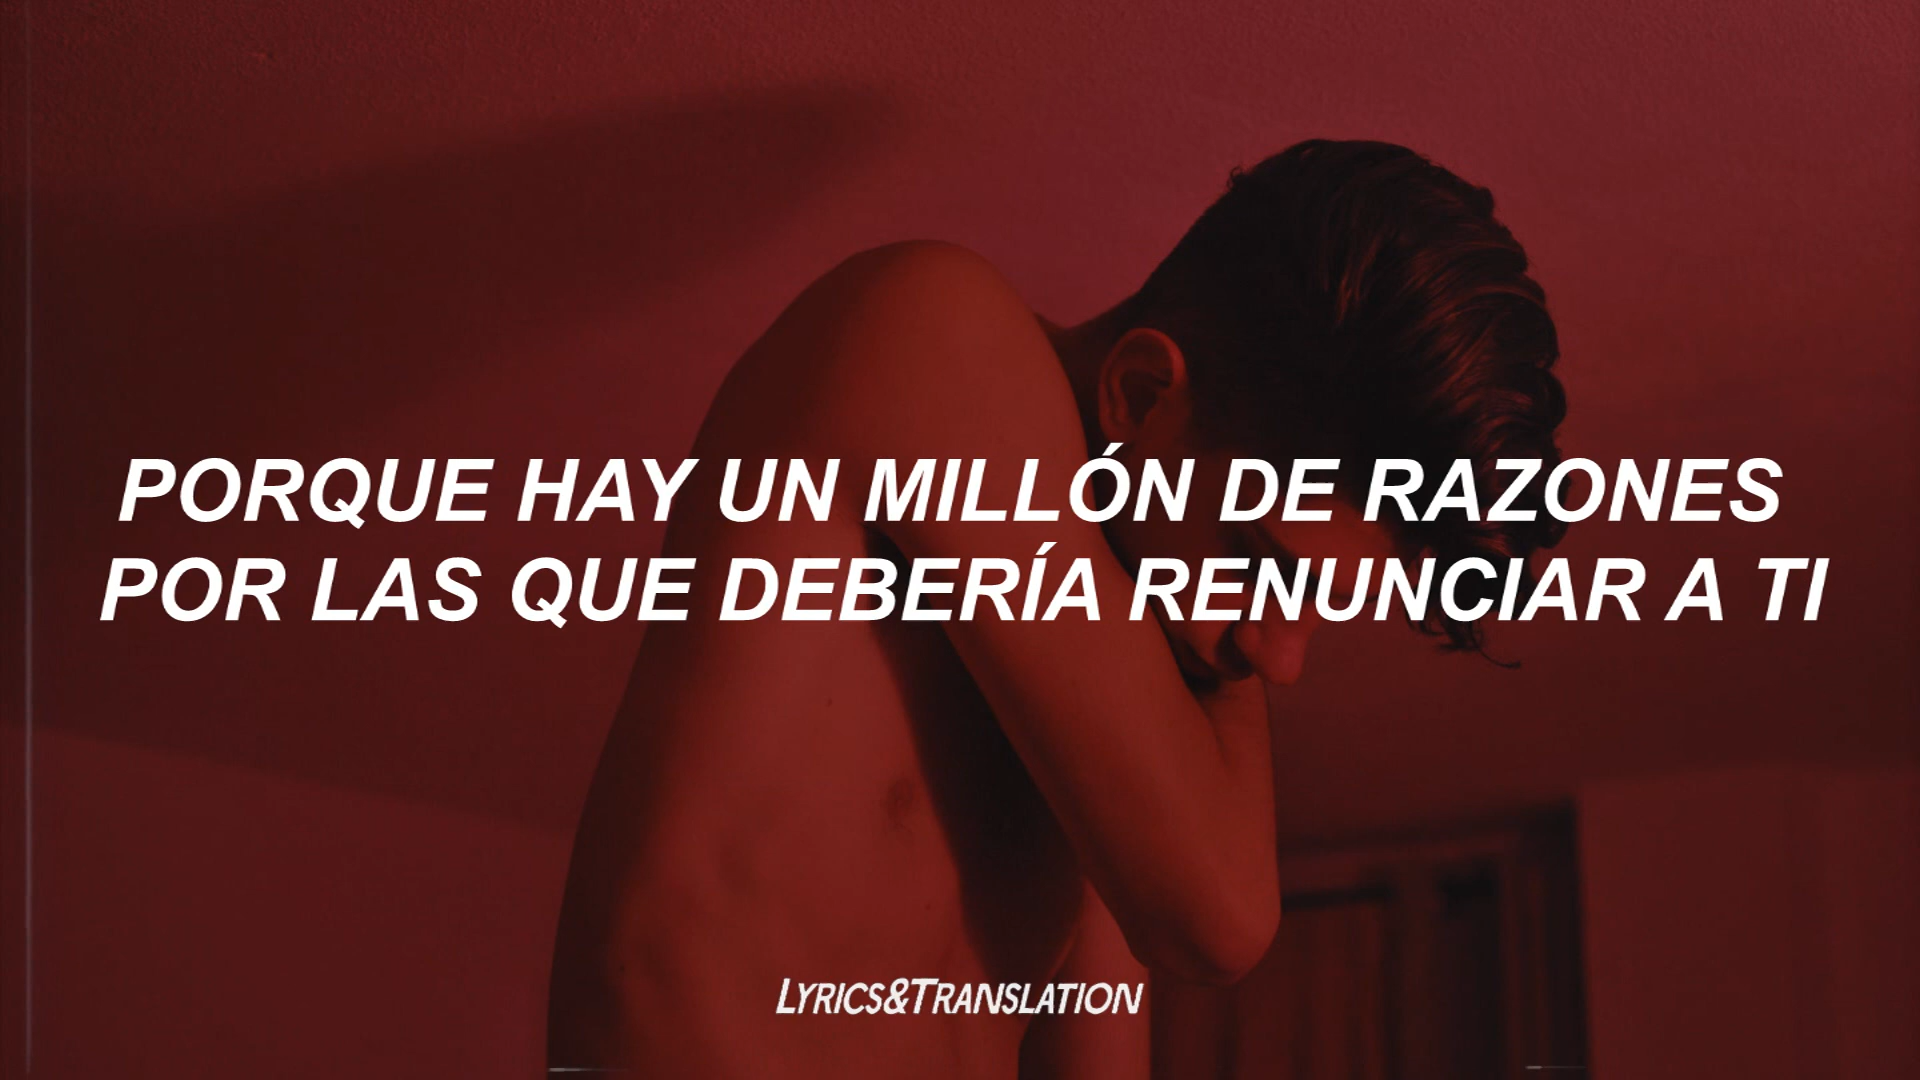 PORQUE HAY UN MILLÓN DE RAZONES
POR LAS QUE DEBERÍA RENUNCIAR A TI
LYRICS&TRANSLATION